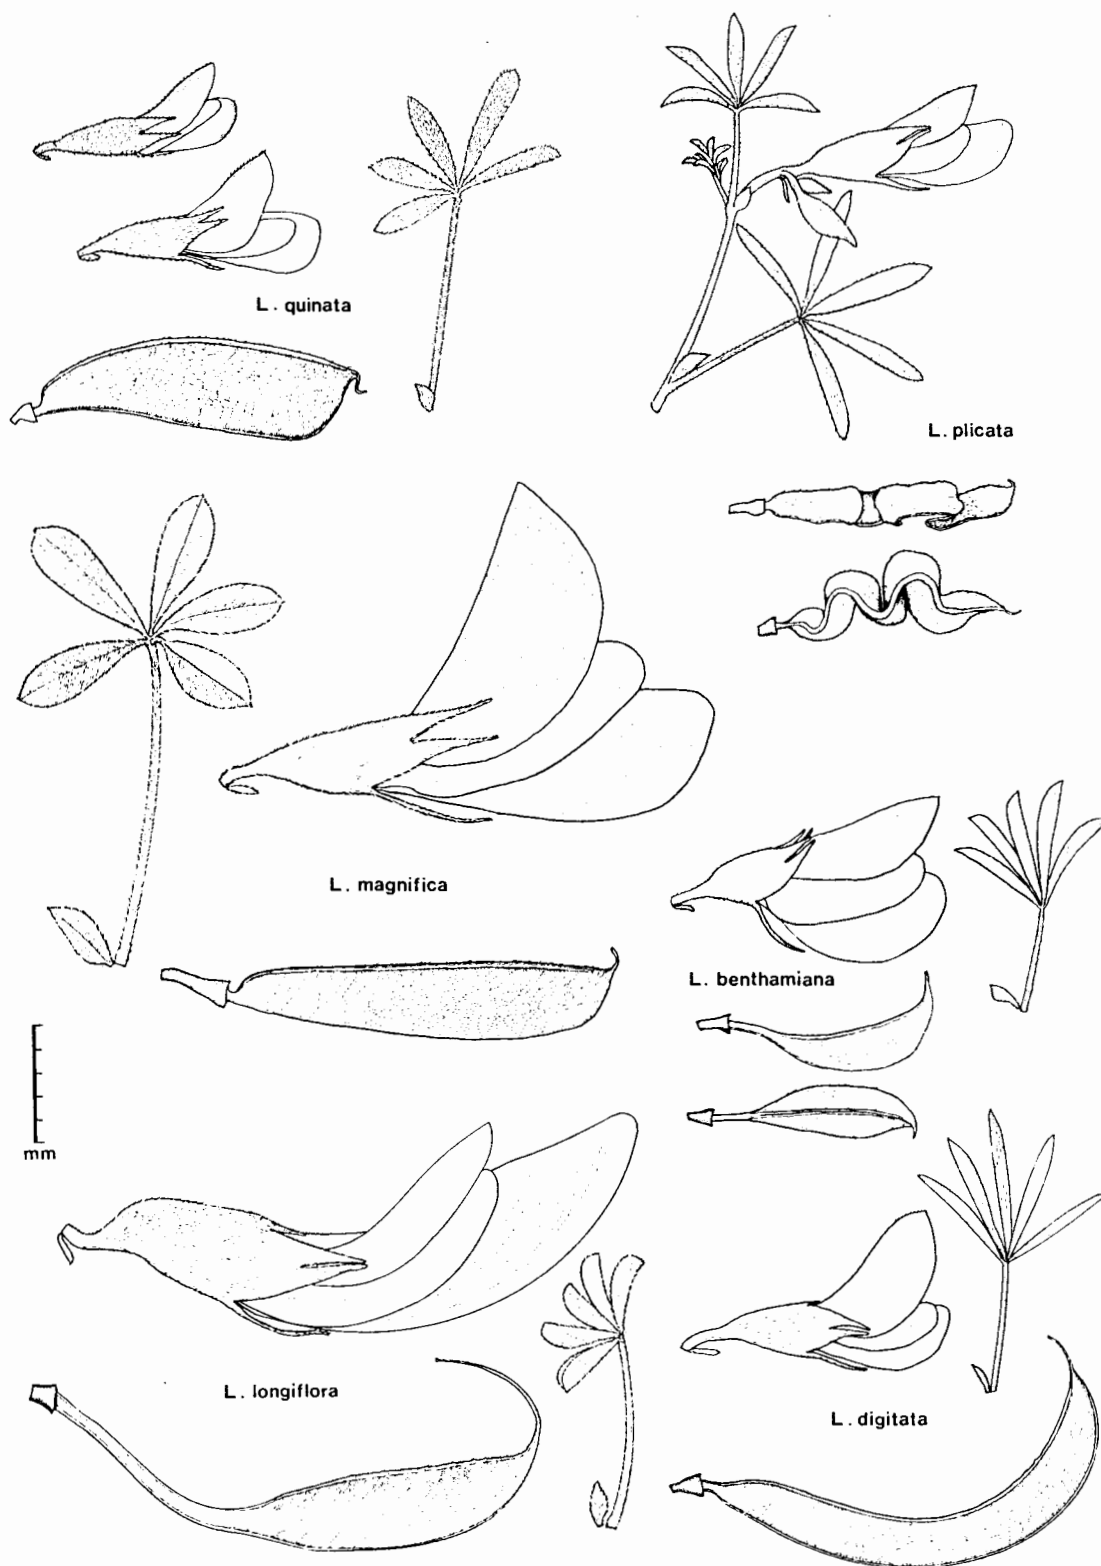 L. quinata
L. plicata
L. magnifica
L. benthamiana
mm
L. longiflora
L. digitata